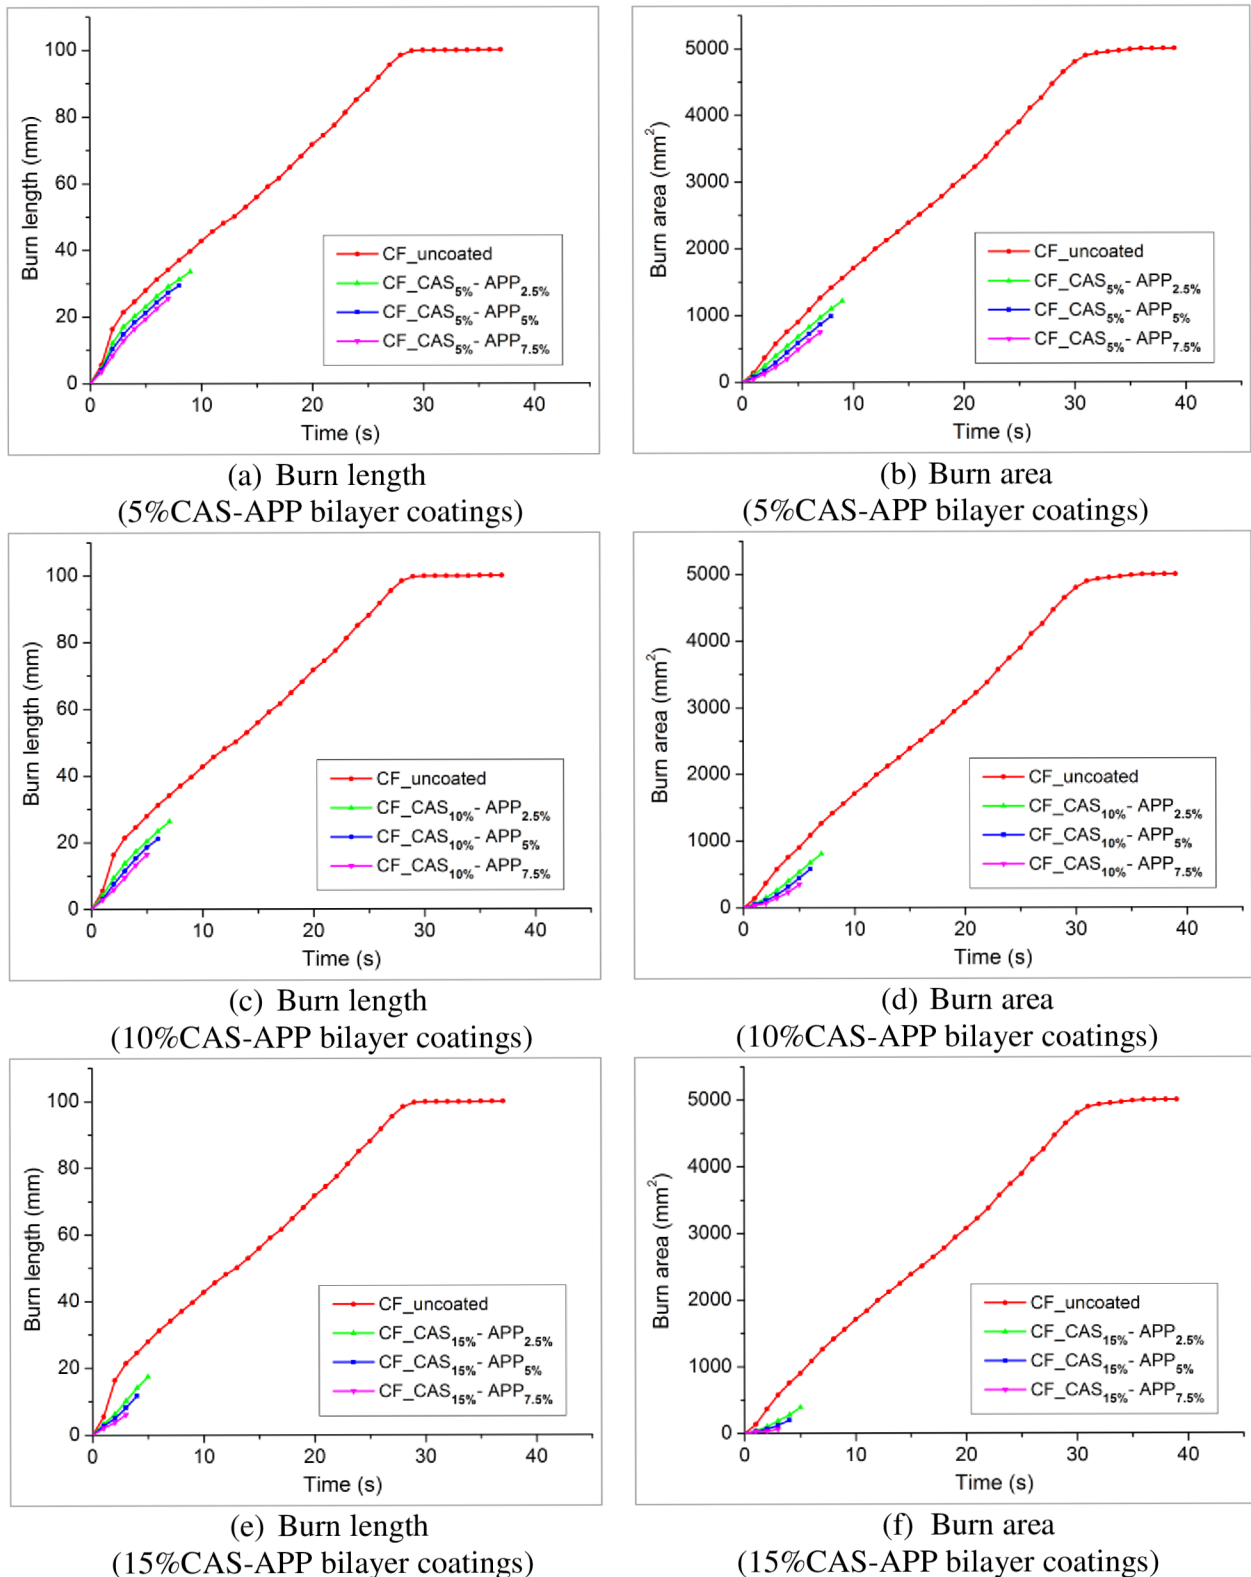 100
80
60
40
20
0
Burn length (mm)
0 10 20 30 40
Time (s)
CF_uncoated
CF_CAS5%- APP2.5%
CF_CAS5%- APP5%
CF_CAS5%- APP7.5%
(a) Burn length
(5%CAS-APP bilayer coatings)
5000
4000
3000
2000
1000
0
Burn area (mm²)
0 10 20 30 40
Time (s)
CF_uncoated
CF_CAS5%- APP2.5%
CF_CAS5%- APP5%
CF_CAS5%- APP7.5%
(b) Burn area
(5%CAS-APP bilayer coatings)
100
80
60
40
20
0
Burn length (mm)
0 10 20 30 40
Time (s)
CF_uncoated
CF_CAS10%- APP2.5%
CF_CAS10%- APP5%
CF_CAS10%- APP7.5%
(c) Burn length
(10%CAS-APP bilayer coatings)
5000
4000
3000
2000
1000
0
Burn area (mm²)
0 10 20 30 40
Time (s)
CF_uncoated
CF_CAS10%- APP2.5%
CF_CAS10%- APP5%
CF_CAS10%- APP7.5%
(d) Burn area
(10%CAS-APP bilayer coatings)
100
80
60
40
20
0
Burn length (mm)
0 10 20 30 40
Time (s)
CF_uncoated
CF_CAS15%- APP2.5%
CF_CAS15%- APP5%
CF_CAS15%- APP7.5%
(e) Burn length
(15%CAS-APP bilayer coatings)
5000
4000
3000
2000
1000
0
Burn area (mm²)
0 10 20 30 40
Time (s)
CF_uncoated
CF_CAS15%- APP2.5%
CF_CAS15%- APP5%
CF_CAS15%- APP7.5%
(f) Burn area
(15%CAS-APP bilayer coatings)